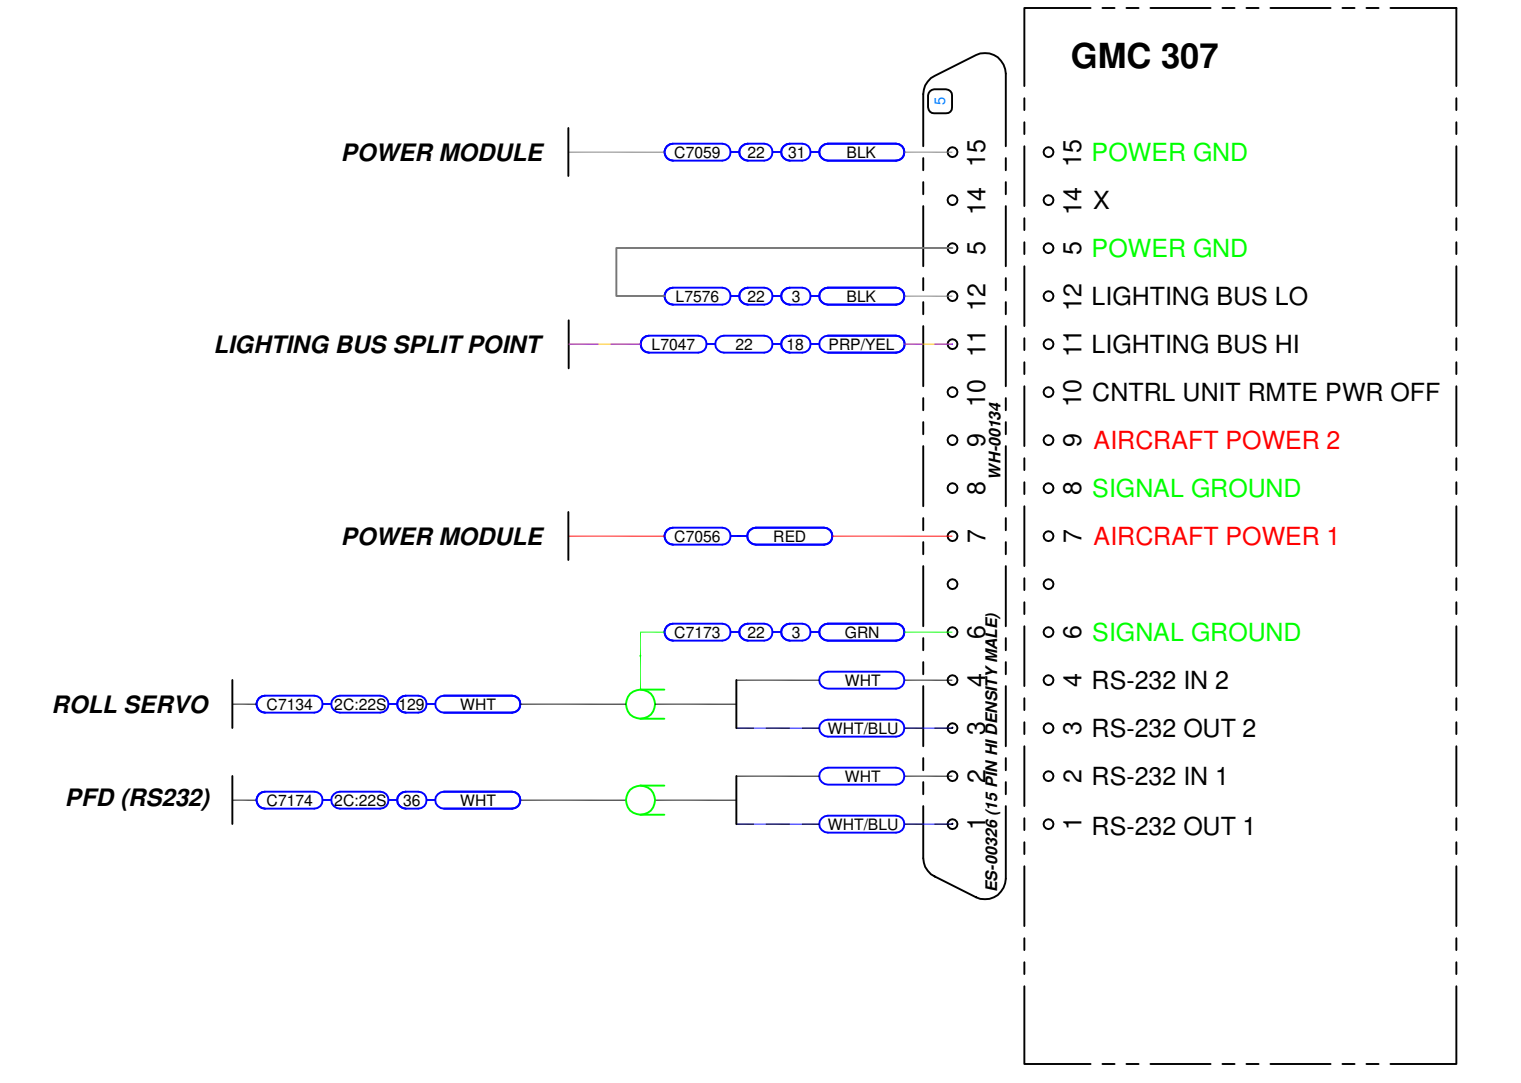 GMC 307
5
POWER MODULE C7059 22 31 BLK 15 15 POWER GND
14 14 X
5 5 POWER GND
L7576 22 3 BLK 12 12 LIGHTING BUS LO
LIGHTING BUS SPLIT POINT L7047 22 18 PRP/YEL 11 11 LIGHTING BUS HI
10 10 CNTRL UNIT RMTE PWR OFF
9 9 AIRCRAFT POWER 2
WH-00134
8 8 SIGNAL GROUND
POWER MODULE C7056 RED 7 7 AIRCRAFT POWER 1
C7173 22 3 GRN 6 6 SIGNAL GROUND
WHT 4 4 RS-232 IN 2
ROLL SERVO C7134 2C:22S 129 WHT
WHT/BLU 3 3 RS-232 OUT 2
WHT 2 2 RS-232 IN 1
PFD (RS232) C7174 2C:22S 36 WHT
WHT/BLU 1 1 RS-232 OUT 1
ES-00326 (15 PIN HI DENSITY MALE)